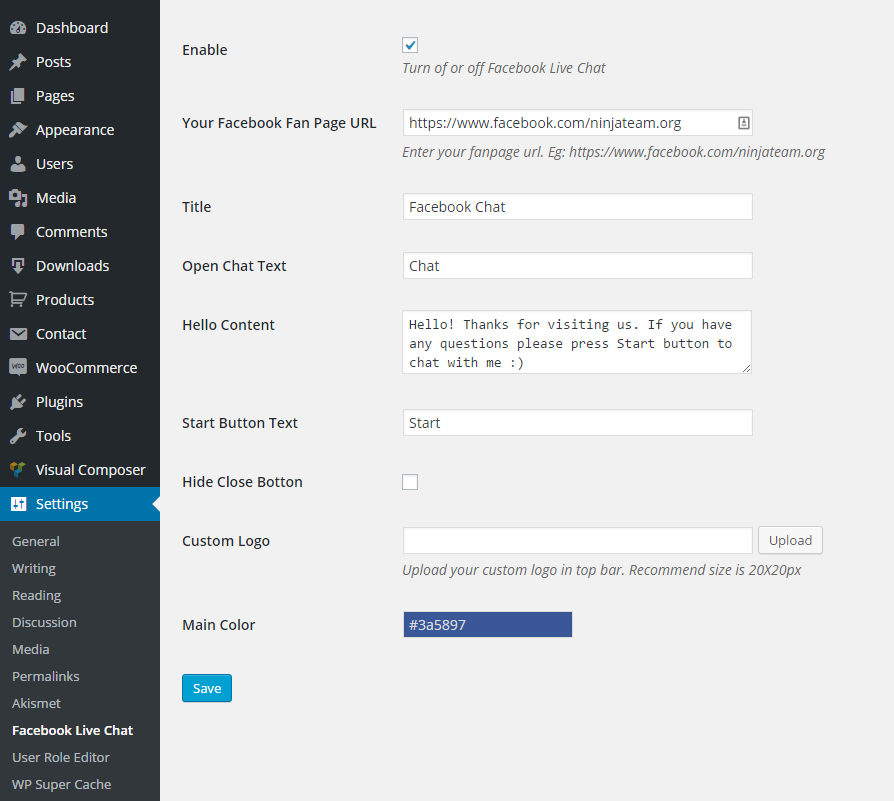 Dashboard
Posts
Pages
Appearance
Users
Media
Comments
Downloads
Products
Contact
WooCommerce
Plugins
Tools
Visual Composer
Settings
General
Writing
Reading
Discussion
Media
Permalinks
Akismet
Facebook Live Chat
User Role Editor
WP Super Cache
Enable
Turn of or off Facebook Live Chat
Your Facebook Fan Page URL
https://www.facebook.com/ninjateam.org
Enter your fanpage url. Eg: https://www.facebook.com/ninjateam.org
Title
Facebook Chat
Open Chat Text
Chat
Hello Content
Hello! Thanks for visiting us. If you have
any questions please press Start button to
chat with me :)
Start Button Text
Start
Hide Close Botton
Custom Logo
Upload
Upload your custom logo in top bar. Recommend size is 20X20px
Main Color
#3a5897
Save